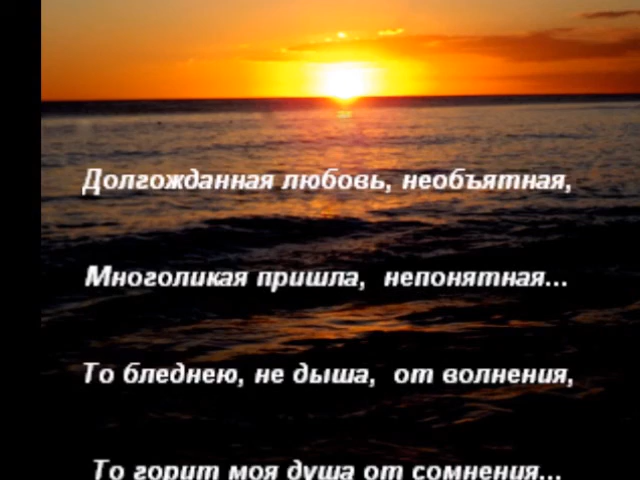 Долгожданная любовь, необъятная,
Многоликая пришла, непонятная...
То бледнею, не дыша, от волнения,
То горит моя душа от сомнения...